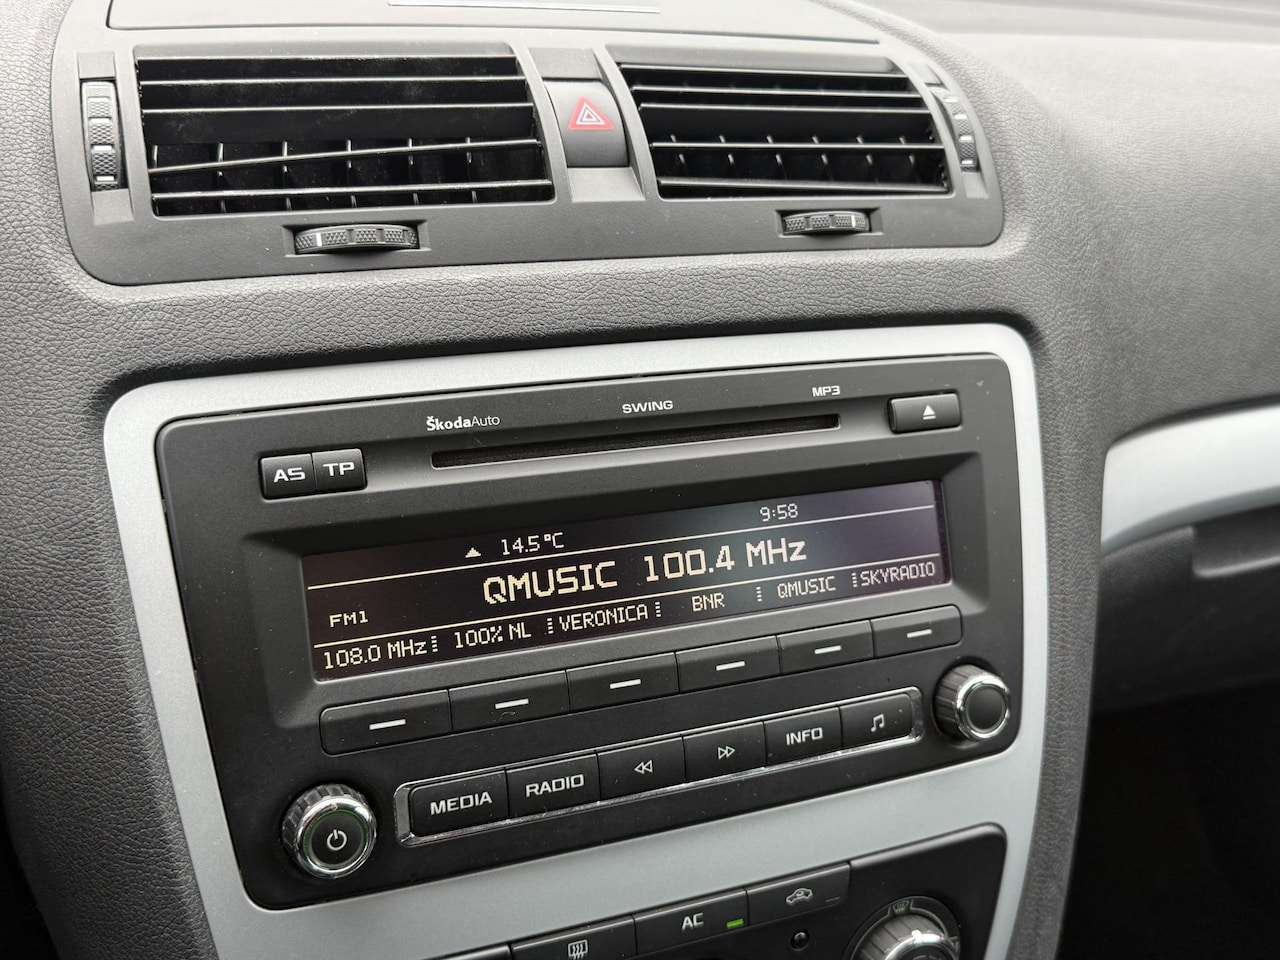 ŠkodaAuto SWING MP3
AS TP
14.5°C 9:58
QMUSIC 100.4 MHz
FM1
108.0 MHz 100% NL VERONICA BNR QMUSIC SKYRADIO
MEDIA RADIO INFO
AC